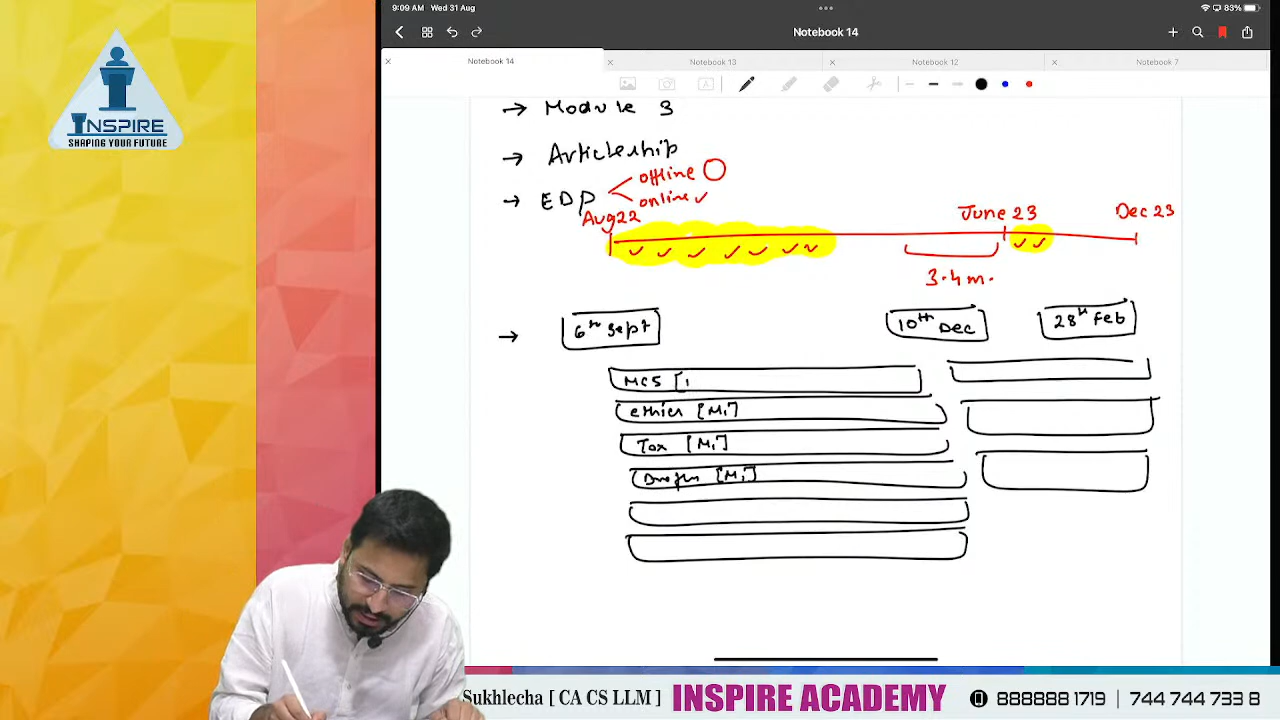 9:09 AM Wed 31 Aug
83%
Notebook 14
Notebook 14
Notebook 13
Notebook 12
Notebook 7
INSPIRE
SHAPING YOUR FUTURE
→ Module 3
→ Articleship
→ EDP
offline
online ✓
Aug 22
June 23
Dec 23
3-4 m.
→ 6th Sept
10th Dec
28th Feb
MCS [1
ethics [M1]
Tax [M1]
[M1]
Sukhlecha [ CA CS LLM ] INSPIRE ACADEMY 888888 1719 | 744 744 733 8